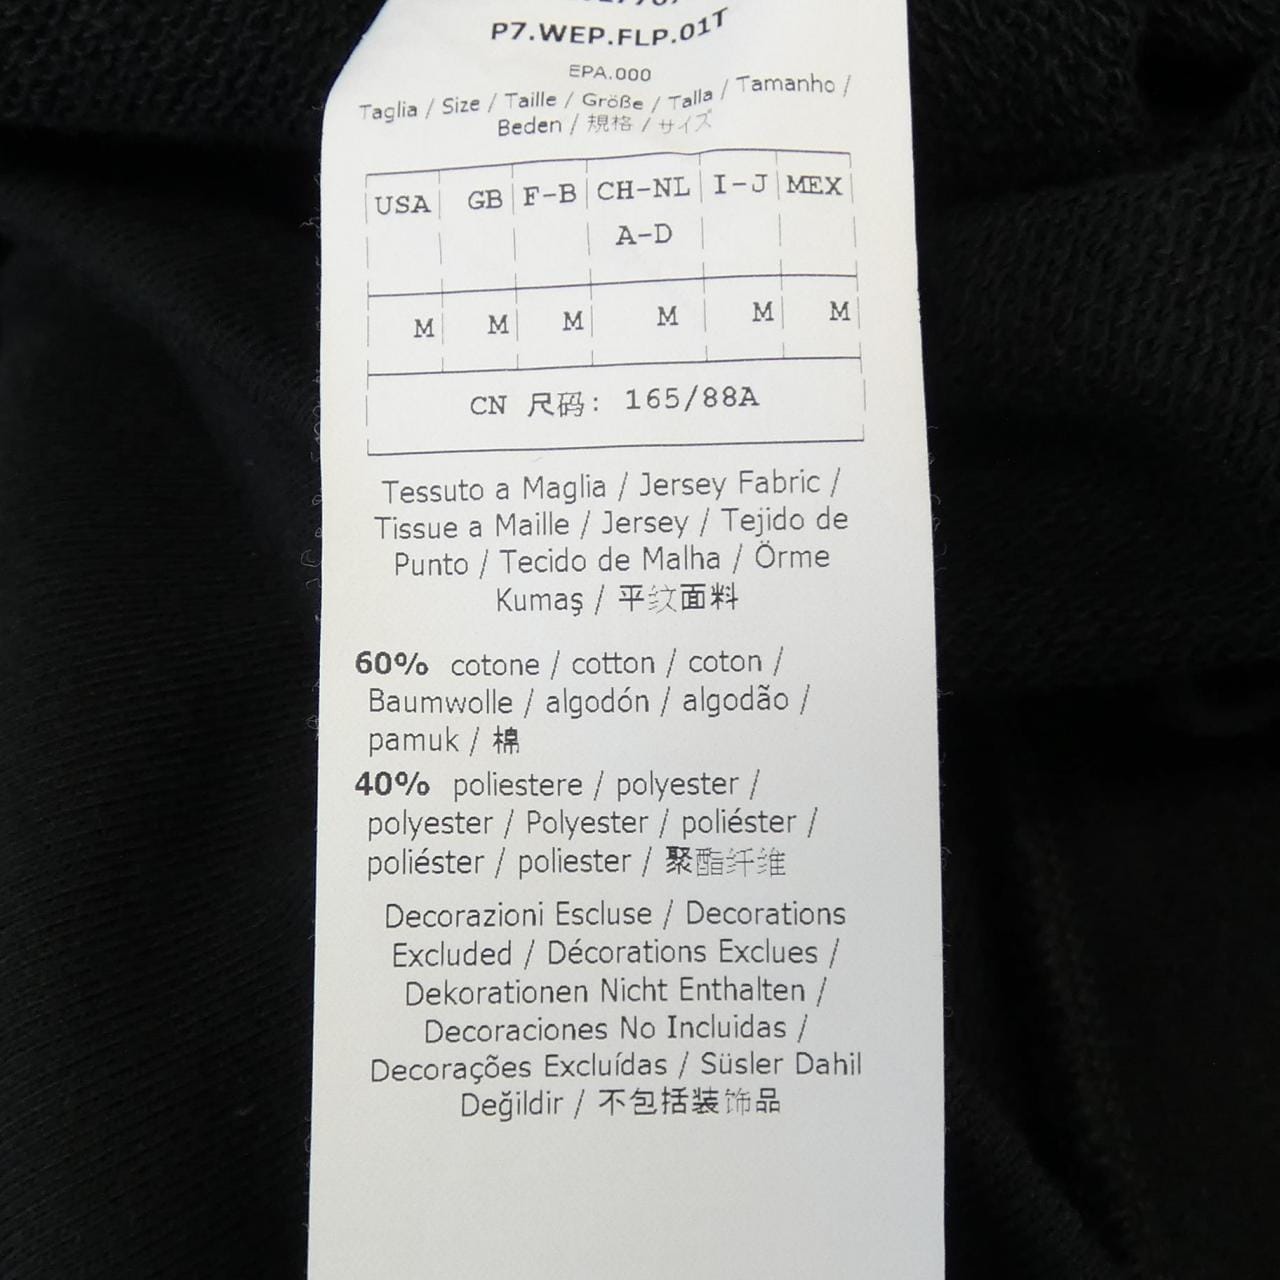 P7.WEP.FLP.01T
EPA.000
Taglia / Size / Taille / Größe / Talla / Tamanho /
Beden / 規格 / サイズ
USA GB F-B CH-NL I-J MEX
A-D
M M M M M M
CN 尺码: 165/88A
Tessuto a Maglia / Jersey Fabric /
Tissue a Maille / Jersey / Tejido de
Punto / Tecido de Malha / Örme
Kumaş / 平纹面料
60% cotone / cotton / coton /
Baumwolle / algodón / algodão /
pamuk / 棉
40% poliestere / polyester /
polyester / Polyester / poliéster /
poliéster / poliester / 聚酯纤维
Decorazioni Escluse / Decorations
Excluded / Décorations Exclues /
Dekorationen Nicht Enthalten /
Decoraciones No Incluidas /
Decorações Excluídas / Süsler Dahil
Değildir / 不包括装饰品